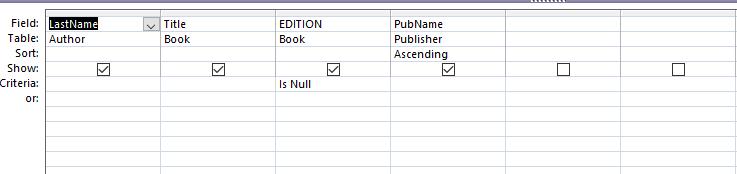 Field: LastName Title EDITION PubName
Table: Author Book Book Publisher
Sort: Ascending
Show:
Criteria: Is Null
or: